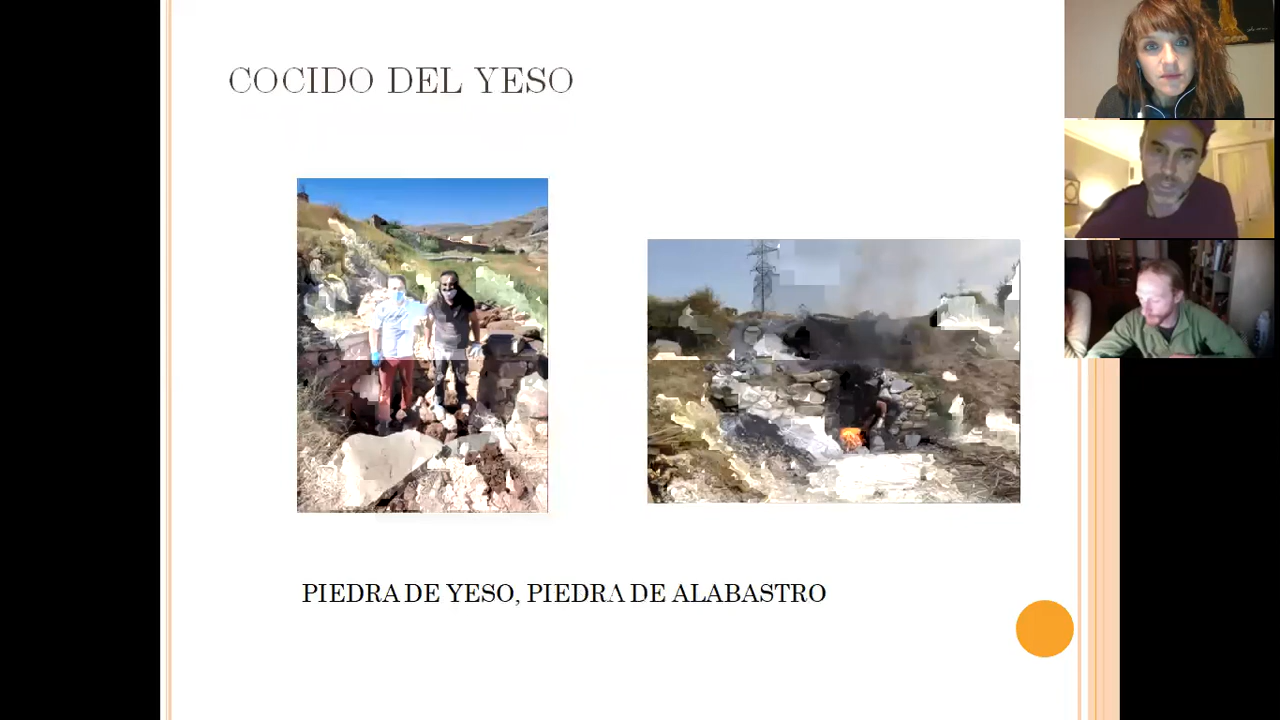 COCIDO DEL YESO
PIEDRA DE YESO, PIEDRA DE ALABASTRO